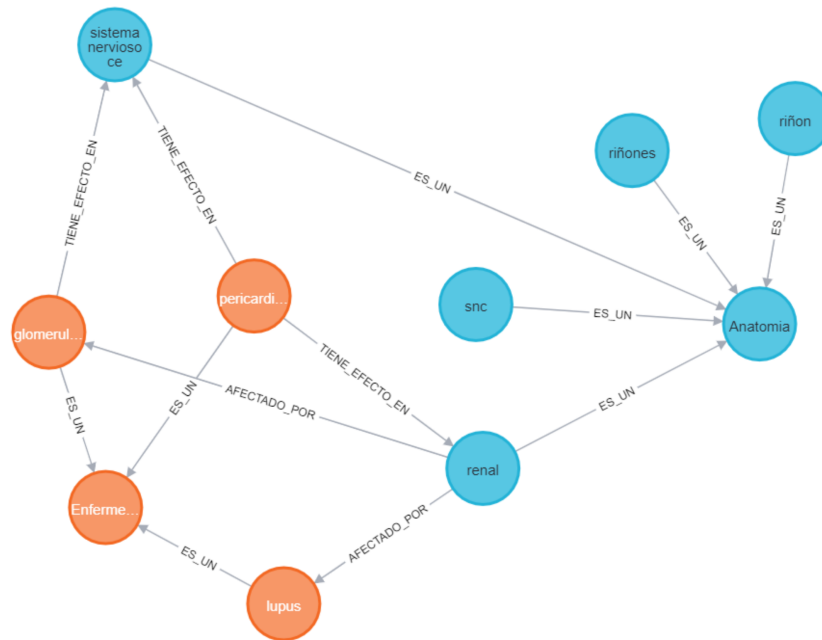 sistema
nervioso
ce
riñon
riñones
TIENE_EFECTO_EN
TIENE_EFECTO_EN
ES_UN
ES_UN
ES_UN
pericardi...
snc
ES_UN
Anatomia
glomerul...
TIENE_EFECTO_EN
AFECTADO_POR
ES_UN
ES_UN
ES_UN
renal
Enferme...
AFECTADO_POR
ES_UN
lupus